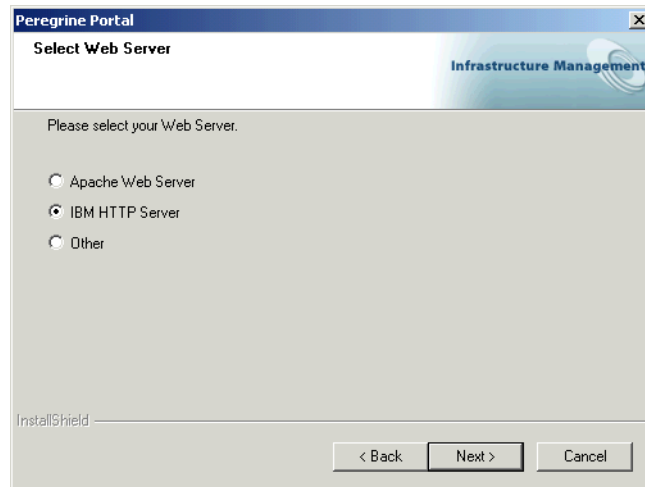 Peregrine Portal
Select Web Server
Infrastructure Management
Please select your Web Server.
Apache Web Server
IBM HTTP Server
Other
InstallShield
< Back
Next >
Cancel